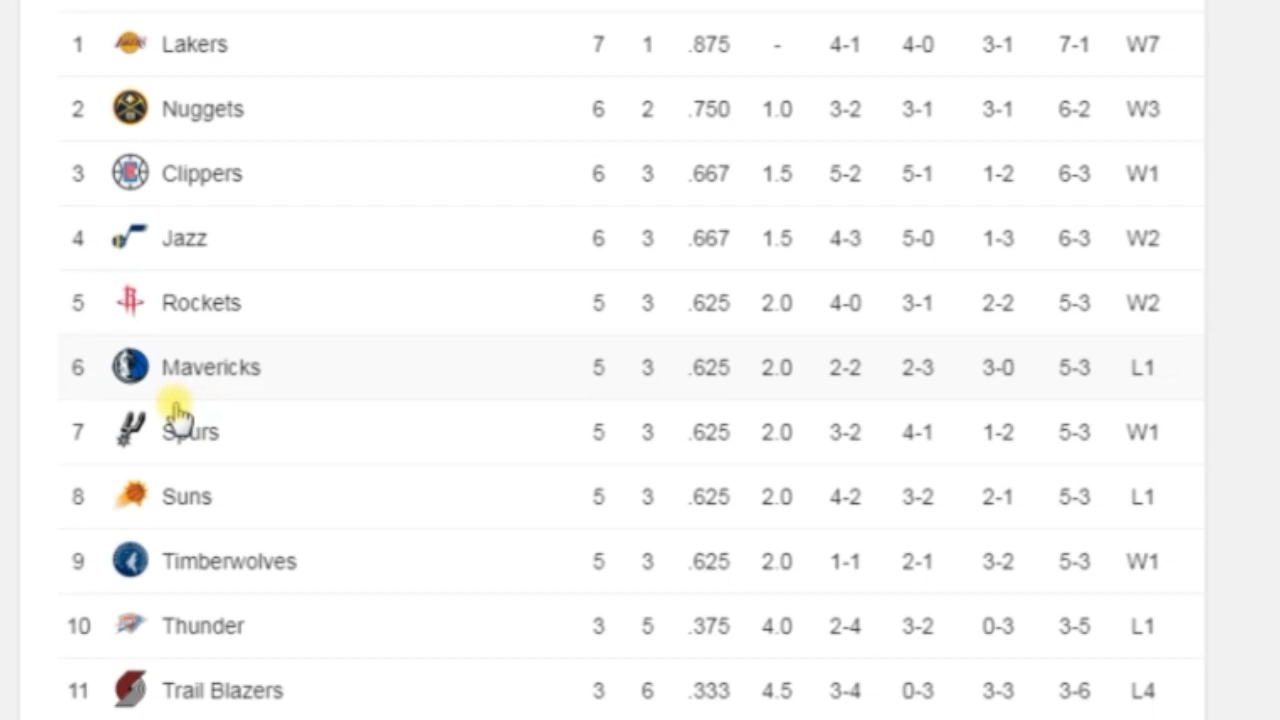 1 Lakers 7 1 .875 - 4-1 4-0 3-1 7-1 W7
2 Nuggets 6 2 .750 1.0 3-2 3-1 3-1 6-2 W3
3 Clippers 6 3 .667 1.5 5-2 5-1 1-2 6-3 W1
4 Jazz 6 3 .667 1.5 4-3 5-0 1-3 6-3 W2
5 Rockets 5 3 .625 2.0 4-0 3-1 2-2 5-3 W2
6 Mavericks 5 3 .625 2.0 2-2 2-3 3-0 5-3 L1
7 Spurs 5 3 .625 2.0 3-2 4-1 1-2 5-3 W1
8 Suns 5 3 .625 2.0 4-2 3-2 2-1 5-3 L1
9 Timberwolves 5 3 .625 2.0 1-1 2-1 3-2 5-3 W1
10 Thunder 3 5 .375 4.0 2-4 3-2 0-3 3-5 L1
11 Trail Blazers 3 6 .333 4.5 3-4 0-3 3-3 3-6 L4